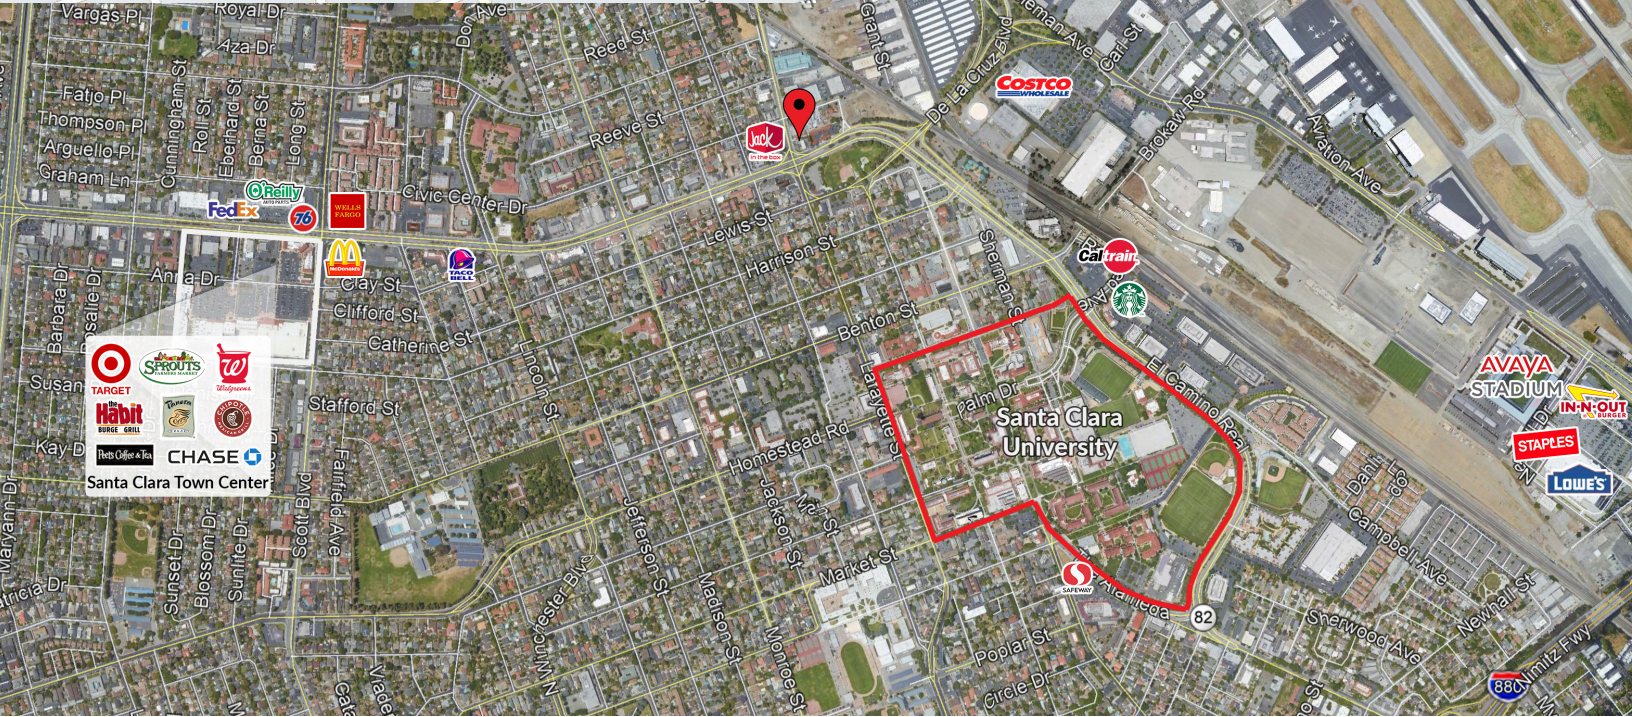 Vargas Pl
Royal Dr
Don Ave
Grant St
Aza Dr
Reed St
De La Cruz Blvd
Carl St
Fatjo Pl
Thompson Pl
Arguello Pl
Graham Ln
Cunningham St
Roll St
Eberhard St
Berna St
Long St
Reeve St
Jack
in the box
COSTCO
WHOLESALE
Brokaw Rd
Aviation Ave
O'Reilly
AUTO PARTS
FedEx
76
WELLS
FARGO
Civic Center Dr
McDonald's
TACO
BELL
Lewis St
Harrison St
Sherman St
Caltrain
Barbara Dr
Rosalie Dr
Anna Dr
Clay St
Clifford St
Catherine St
Benton St
Lincoln St
Lafayette St
TARGET
SPROUTS
FARMERS MARKET
Walgreens
the
Habit
BURGER GRILL
Panera
BREAD
CHIPOTLE
MEXICAN GRILL
Peet's Coffee & Tea
CHASE
Santa Clara Town Center
Susan
Kay D
Stafford St
Palm Dr
Santa Clara
University
El Camino Real
AVAYA
STADIUM
IN-N-OUT
BURGER
STAPLES
LOWE'S
Homestead Rd
Jackson St
Maryann Dr
Sunset Dr
Blossom Dr
Sunlite Dr
Scott Blvd
Fairfield Ave
Jefferson St
Madison St
Monroe St
Market St
N Winchester Blvd
SAFEWAY
Alameda
82
Campbell Ave
Sherwood Ave
Newhall St
Nimitz Fwy
880
Poplar St
Circle Dr